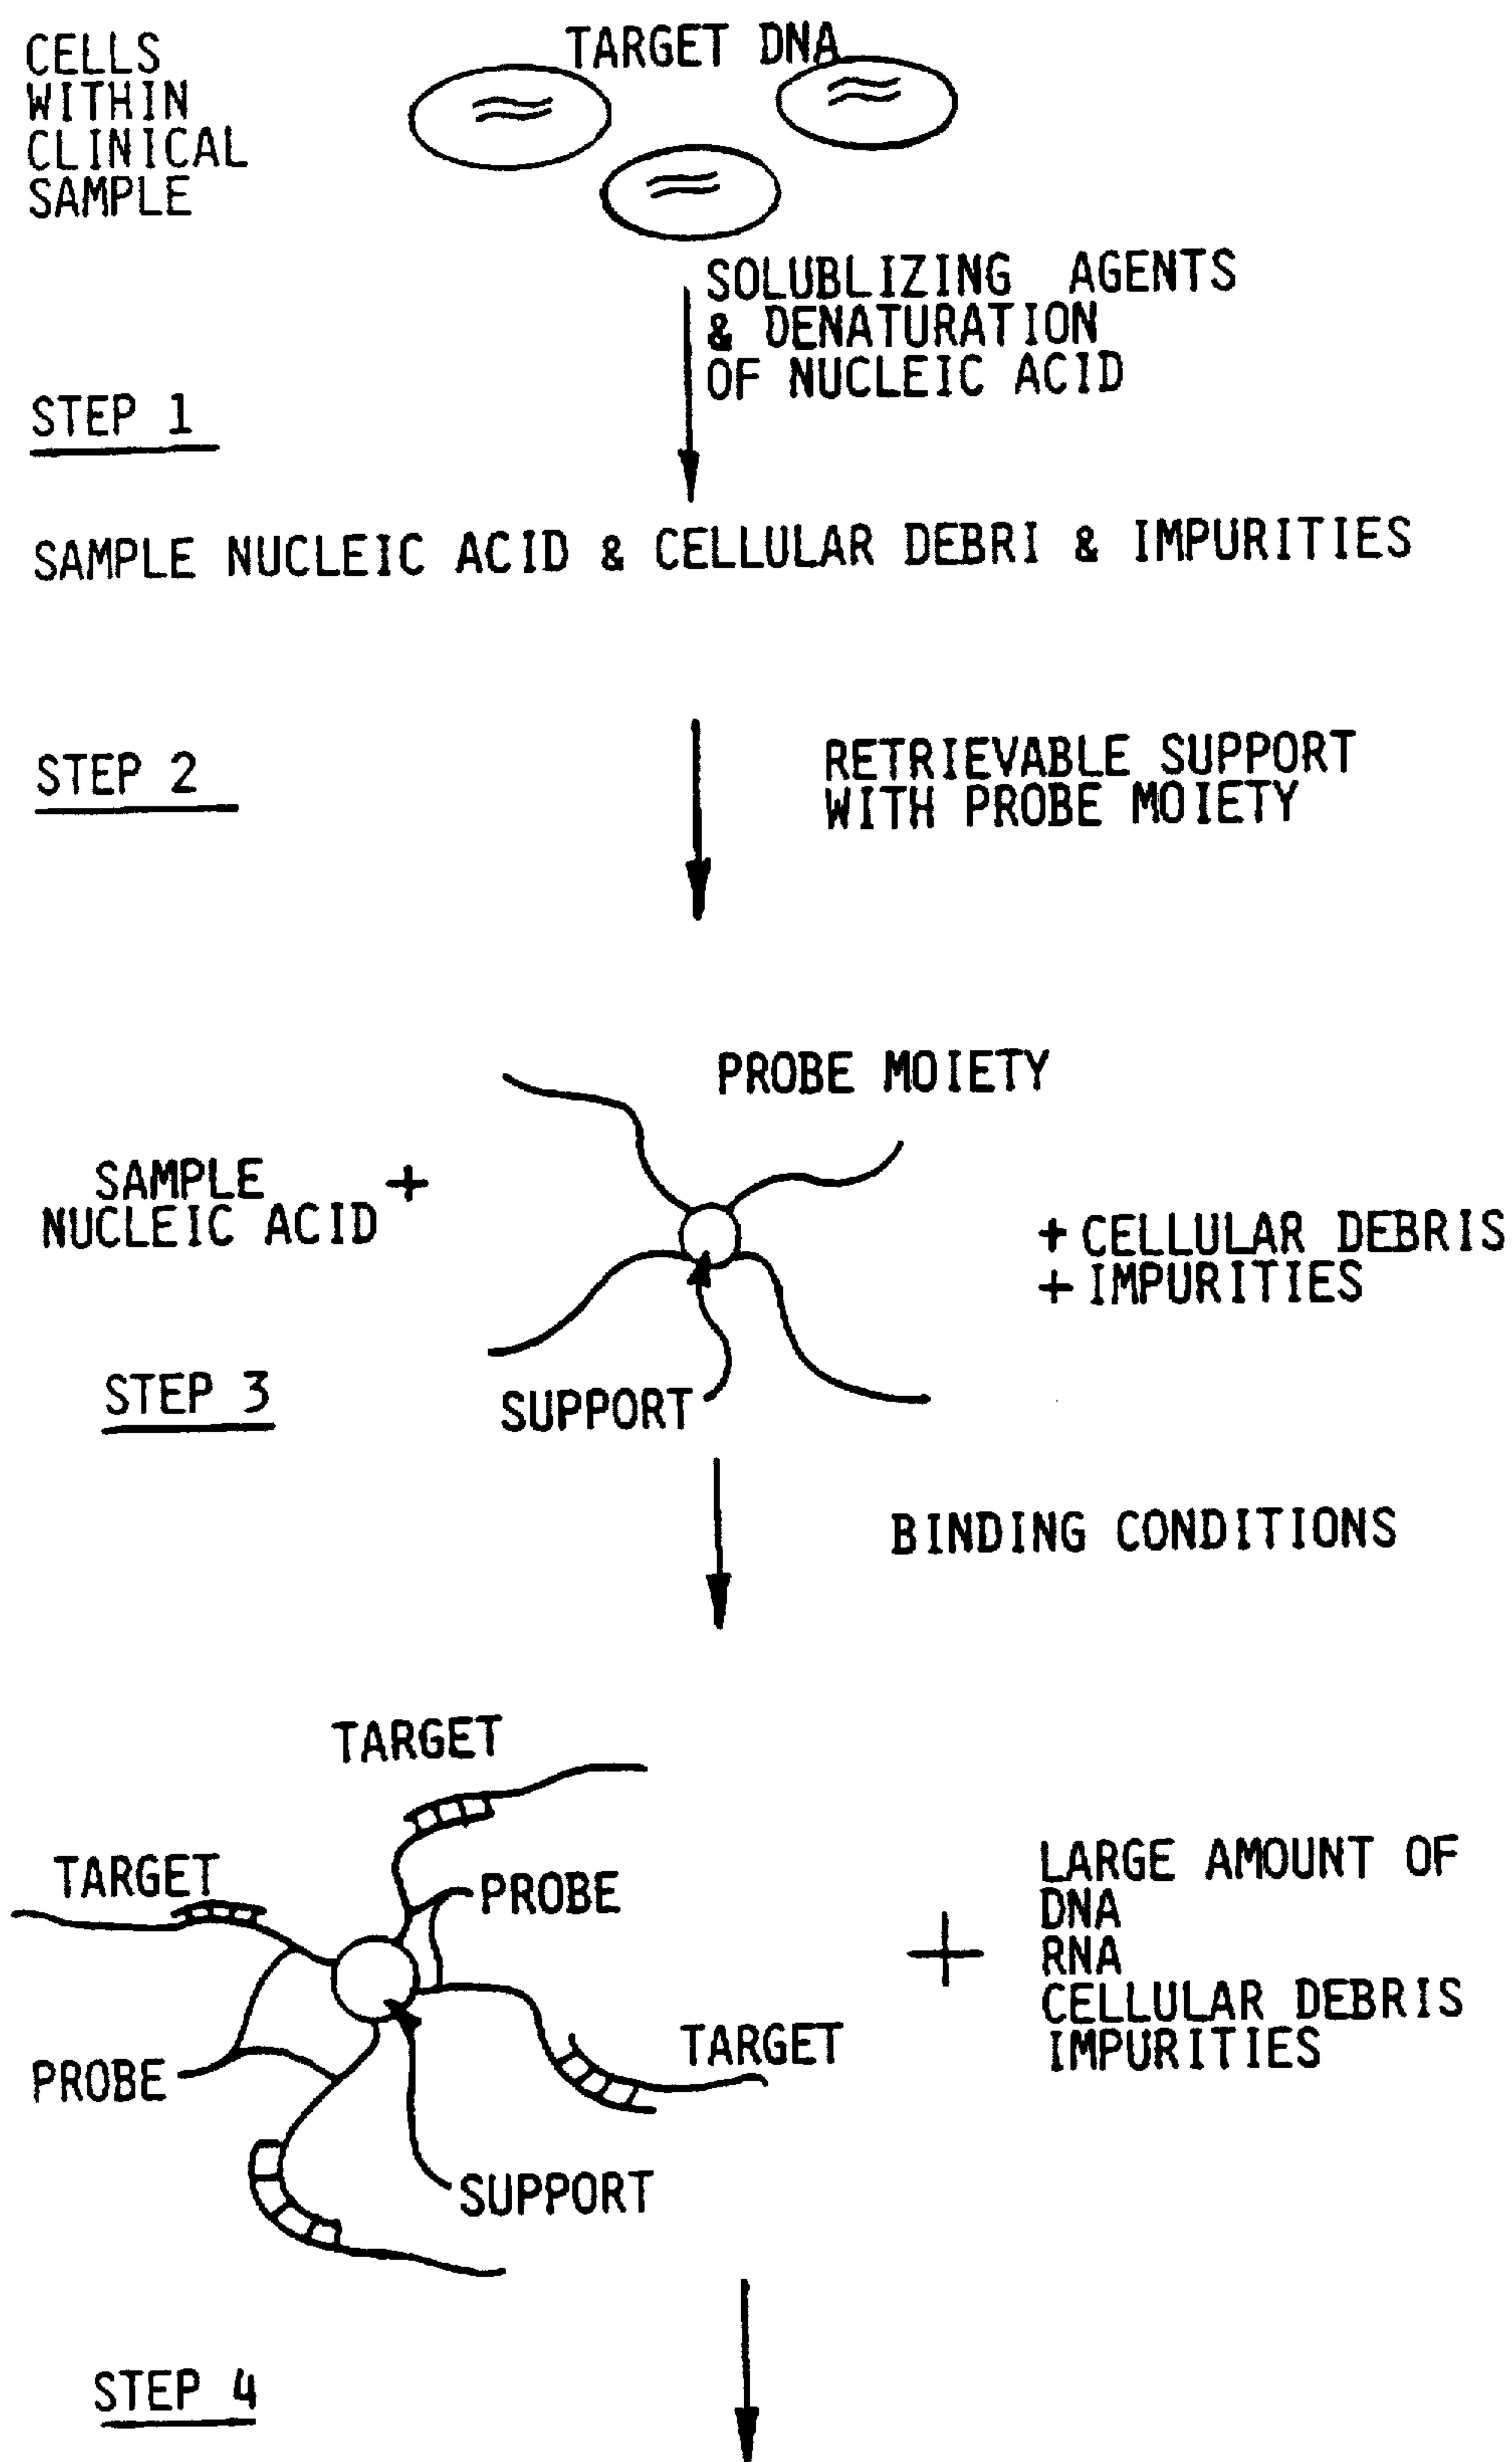 CELLS
WITHIN
CLINICAL
SAMPLE
TARGET DNA
SOLUBLIZING AGENTS
& DENATURATION
OF NUCLEIC ACID
STEP 1
SAMPLE NUCLEIC ACID & CELLULAR DEBRI & IMPURITIES
STEP 2
RETRIEVABLE SUPPORT
WITH PROBE MOIETY
PROBE MOIETY
SAMPLE +
NUCLEIC ACID
+ CELLULAR DEBRIS
+ IMPURITIES
SUPPORT
STEP 3
BINDING CONDITIONS
TARGET
TARGET
PROBE
+
LARGE AMOUNT OF
DNA
RNA
CELLULAR DEBRIS
IMPURITIES
TARGET
PROBE
SUPPORT
STEP 4